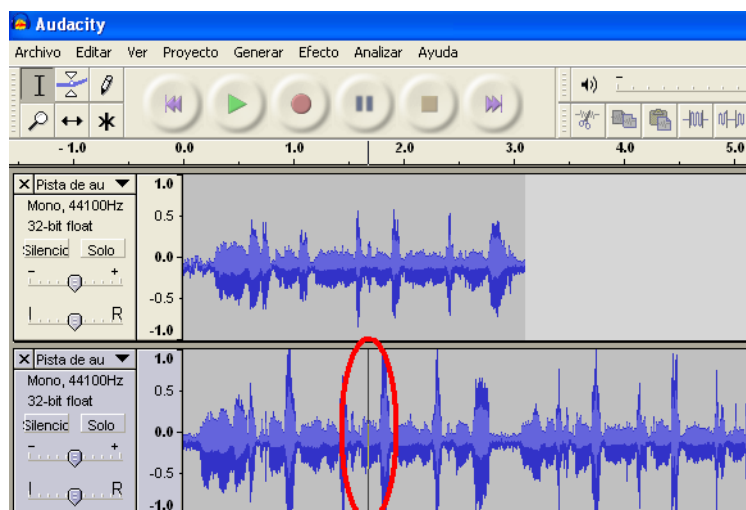 Audacity
Archivo Editar Ver Proyecto Generar Efecto Analizar Ayuda
- 1.0 0.0 1.0 2.0 3.0 4.0 5.0
Pista de au
Mono, 44100Hz
32-bit float
Silencic Solo
- +
L R
1.0
0.5
0.0
-0.5
-1.0
Pista de au
Mono, 44100Hz
32-bit float
Silencic Solo
- +
L R
1.0
0.5
0.0
-0.5
-1.0